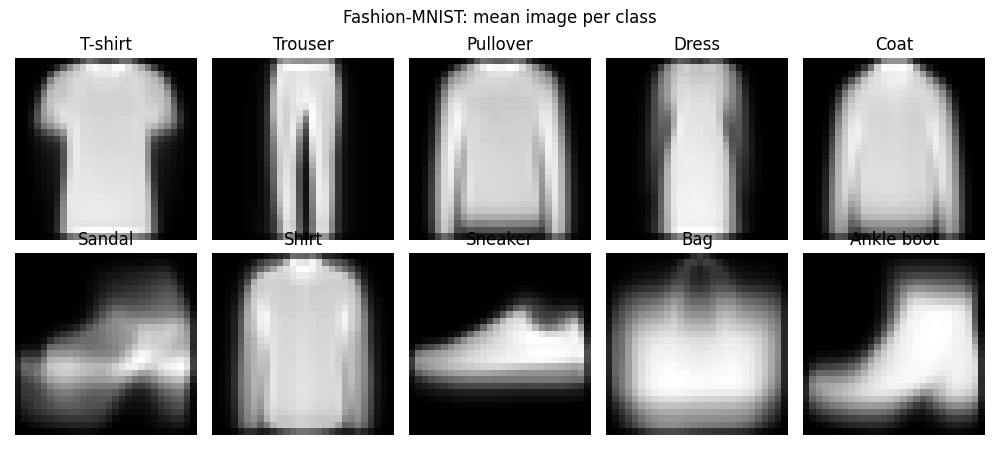 Fashion-MNIST: mean image per class
T-shirt Trouser Pullover Dress Coat
Sandal Shirt Sneaker Bag Ankle boot